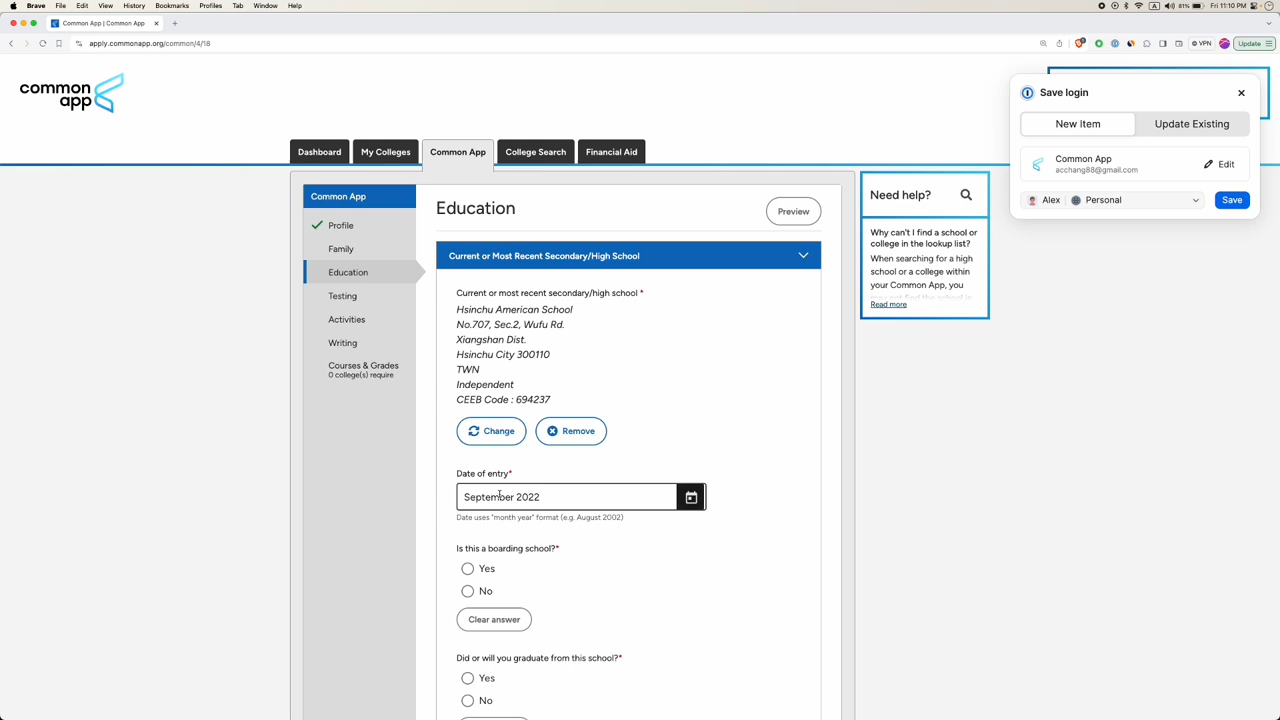 Brave File Edit View History Bookmarks Profiles Tab Window Help
A 81% Fri 11:10 PM
Common App | Common App
apply.commonapp.org/common/4/18
VPN
Update
common
app
Save login
New Item
Update Existing
Common App
acchang88@gmail.com
Edit
Alex
Personal
Save
Dashboard
My Colleges
Common App
College Search
Financial Aid
Common App
Profile
Family
Education
Testing
Activities
Writing
Courses & Grades
0 college(s) require
Education
Preview
Current or Most Recent Secondary/High School
Current or most recent secondary/high school *
Hsinchu American School
No.707, Sec.2, Wufu Rd.
Xiangshan Dist.
Hsinchu City 300110
TWN
Independent
CEEB Code : 694237
Change
Remove
Date of entry*
September 2022
Date uses "month year" format (e.g. August 2002)
Is this a boarding school?*
Yes
No
Clear answer
Did or will you graduate from this school?*
Yes
No
Need help?
Why can't I find a school or
college in the lookup list?
When searching for a high
school or a college within
your Common App, you
Read more